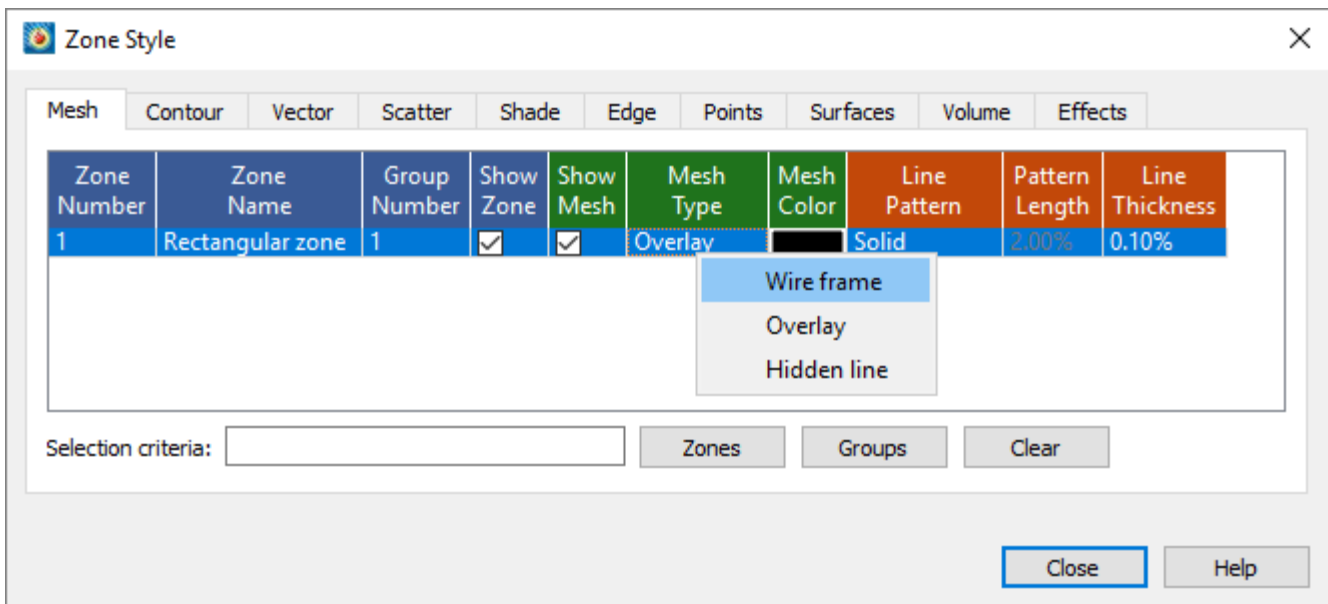 Zone Style
Mesh Contour Vector Scatter Shade Edge Points Surfaces Volume Effects
Zone Zone Group Show Show Mesh Mesh Line Pattern Line
Number Name Number Zone Mesh Type Color Pattern Length Thickness
1 Rectangular zone 1 Overlay Solid 2.00% 0.10%
Wire frame
Overlay
Hidden line
Selection criteria: Zones Groups Clear
Close Help